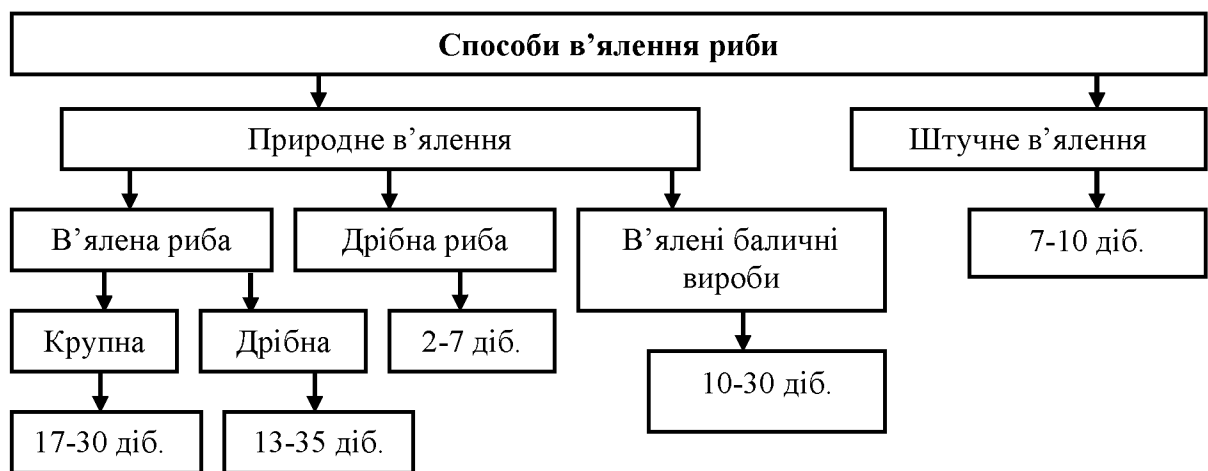 Способи в’ялення риби
Природне в’ялення
Штучне в’ялення
В’ялена риба
Дрібна риба
В’ялені баличні
вироби
7-10 діб.
Крупна
Дрібна
2-7 діб.
10-30 діб.
17-30 діб.
13-35 діб.